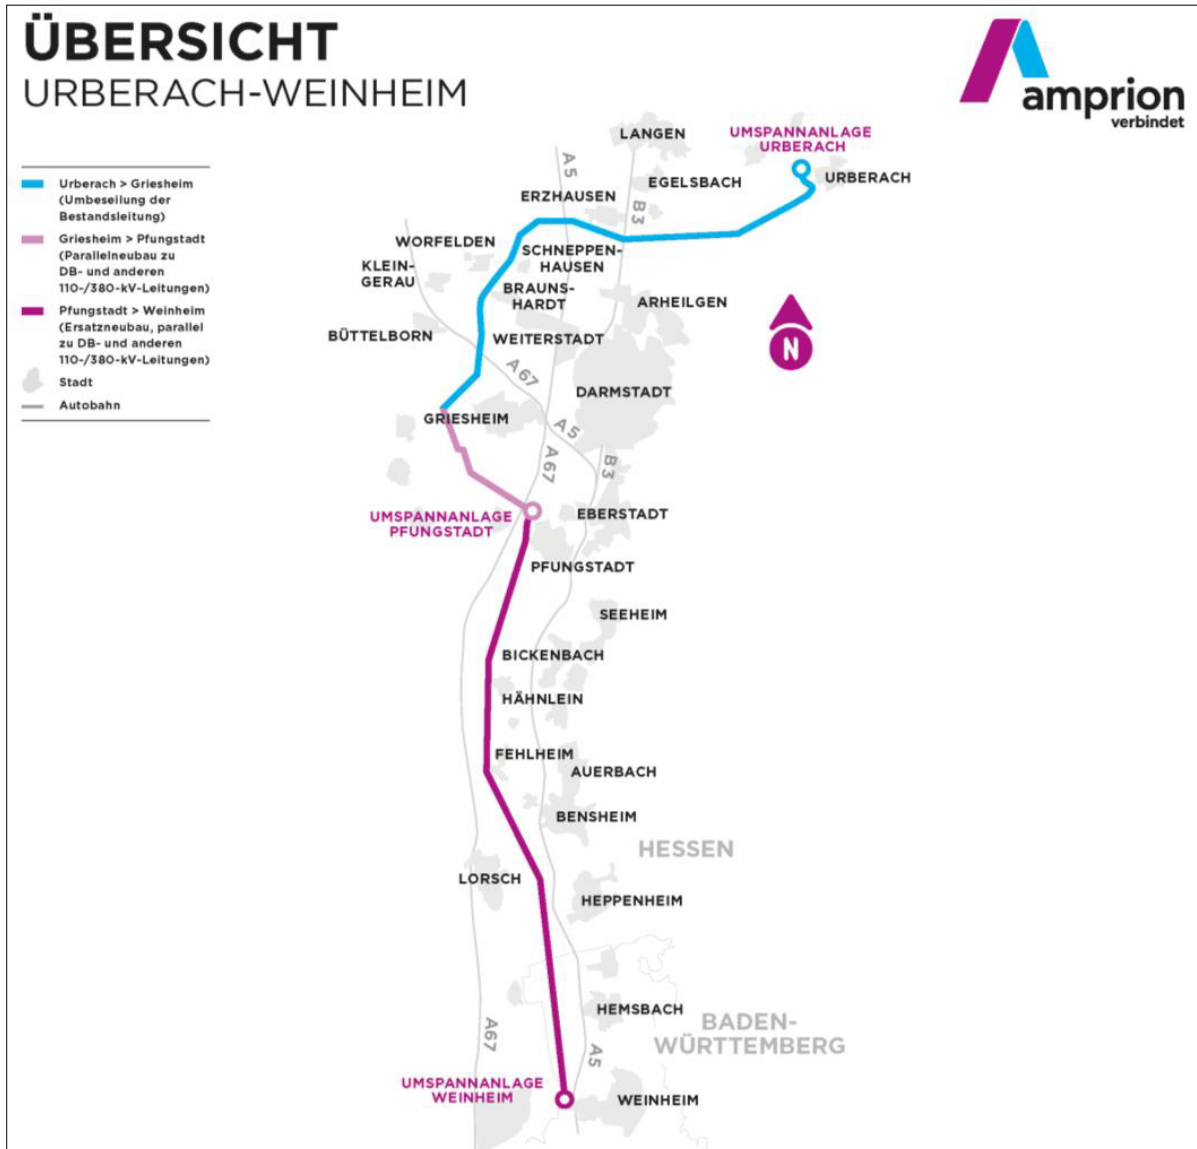 ÜBERSICHT
URBERACH-WEINHEIM
amprion
verbindet
Urberach > Griesheim
(Umbeseilung der
Bestandsleitung)
Griesheim > Pfungstadt
(Parallelneubau zu
DB- und anderen
110-/380-kV-Leitungen)
Pfungstadt > Weinheim
(Ersatzneubau, parallel
zu DB- und anderen
110-/380-kV-Leitungen)
Stadt
Autobahn
LANGEN
UMSPANNANLAGE
URBERACH
A5
EGELSBACH
URBERACH
ERZHAUSEN
B3
WORFELDEN
SCHNEPPEN-
HAUSEN
KLEIN-
GERAU
BRAUNS-
HARDT
ARHEILGEN
BÜTTELBORN
WEITERSTADT
N
A67
DARMSTADT
GRIESHEIM
A5
A67
B3
UMSPANNANLAGE
PFUNGSTADT
EBERSTADT
PFUNGSTADT
SEEHEIM
BICKENBACH
HÄHNLEIN
FEHLHEIM
AUERBACH
BENSHEIM
HESSEN
LORSCH
HEPPENHEIM
HEMSBACH
BADEN-
WÜRTTEMBERG
A67
A5
UMSPANNANLAGE
WEINHEIM
WEINHEIM